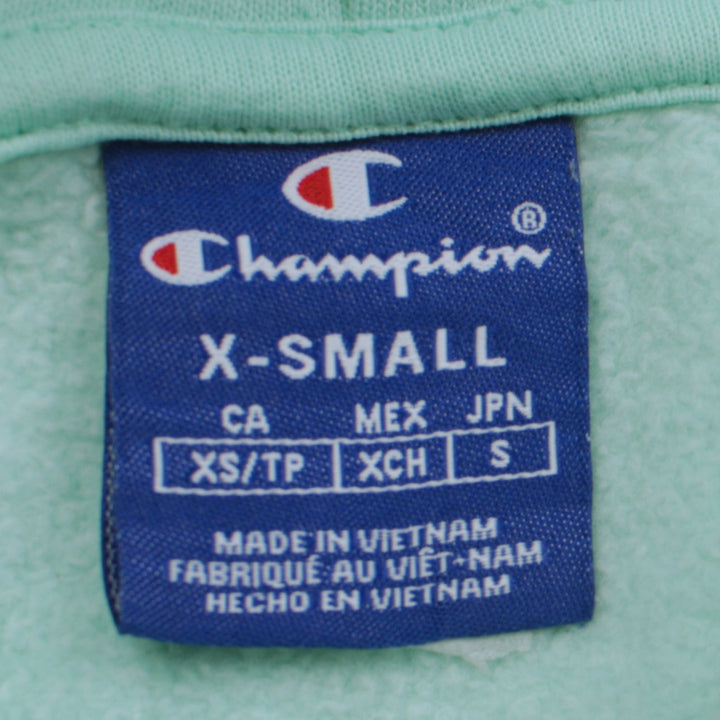 Champion®
X-SMALL
CA MEX JPN
XS/TP XCH S
MADE IN VIETNAM
FABRIQUÉ AU VIÊT-NAM
HECHO EN VIETNAM